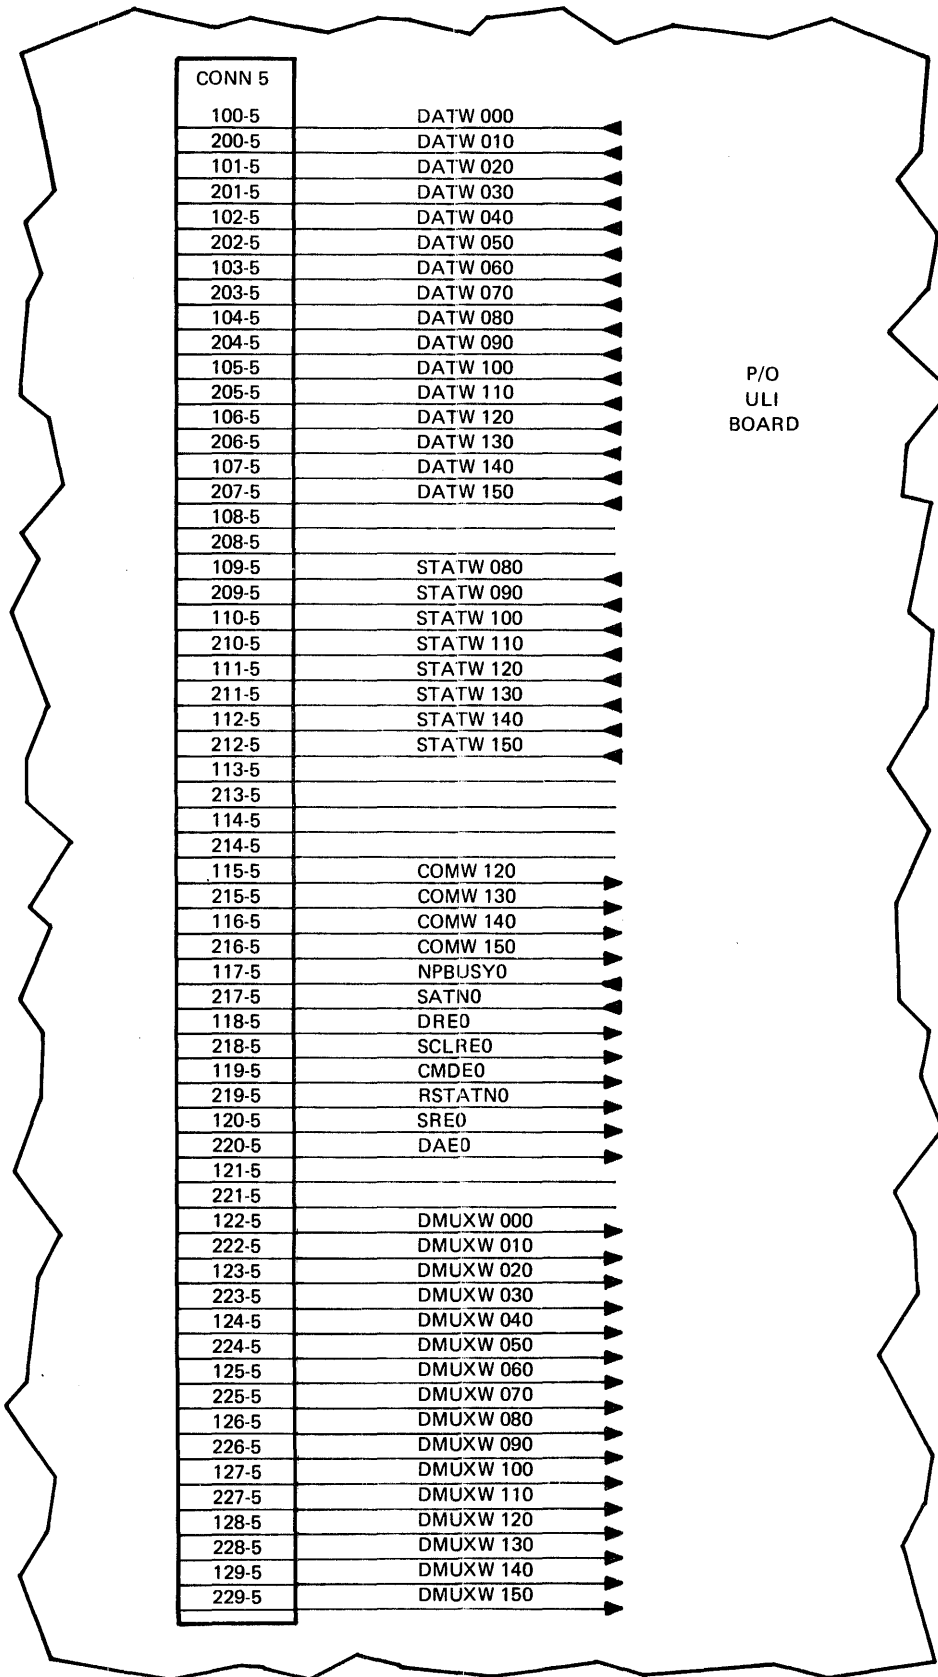 CONN 5
100-5 DATW 000
200-5 DATW 010
101-5 DATW 020
201-5 DATW 030
102-5 DATW 040
202-5 DATW 050
103-5 DATW 060
203-5 DATW 070
104-5 DATW 080
204-5 DATW 090
105-5 DATW 100
205-5 DATW 110
106-5 DATW 120
206-5 DATW 130
107-5 DATW 140
207-5 DATW 150
108-5
208-5
109-5 STATW 080
209-5 STATW 090
110-5 STATW 100
210-5 STATW 110
111-5 STATW 120
211-5 STATW 130
112-5 STATW 140
212-5 STATW 150
113-5
213-5
114-5
214-5
115-5 COMW 120
215-5 COMW 130
116-5 COMW 140
216-5 COMW 150
117-5 NPBUSY0
217-5 SATN0
118-5 DRE0
218-5 SCLRE0
119-5 CMDE0
219-5 RSTATN0
120-5 SRE0
220-5 DAE0
121-5
221-5
122-5 DMUXW 000
222-5 DMUXW 010
123-5 DMUXW 020
223-5 DMUXW 030
124-5 DMUXW 040
224-5 DMUXW 050
125-5 DMUXW 060
225-5 DMUXW 070
126-5 DMUXW 080
226-5 DMUXW 090
127-5 DMUXW 100
227-5 DMUXW 110
128-5 DMUXW 120
228-5 DMUXW 130
129-5 DMUXW 140
229-5 DMUXW 150
P/O
ULI
BOARD